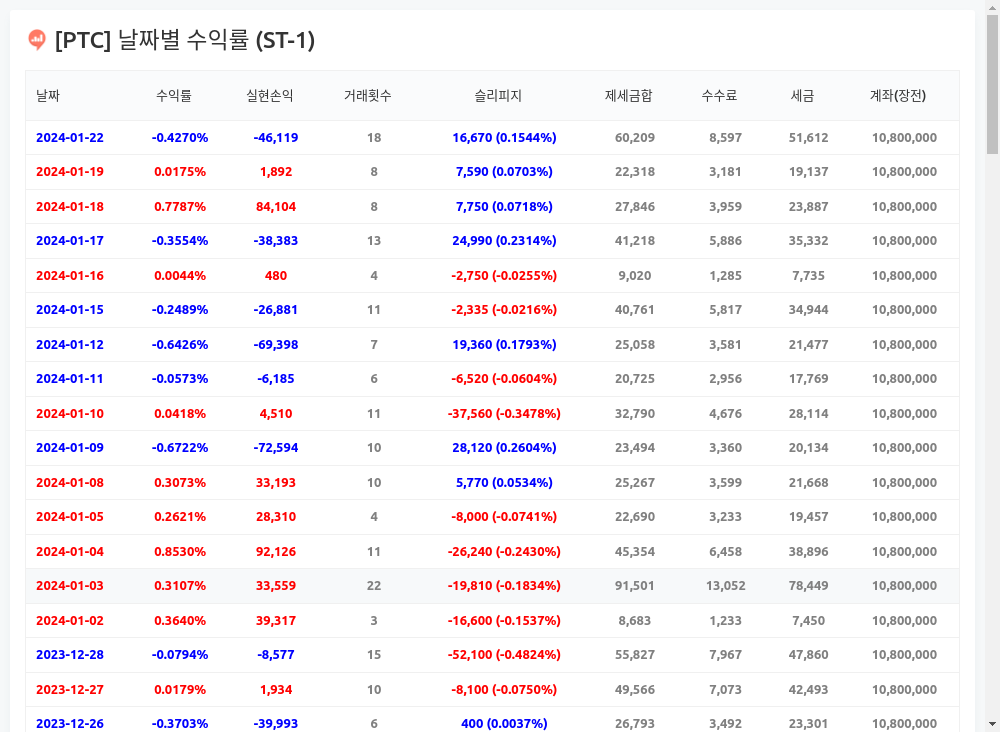 [PTC] 날짜별 수익률 (ST-1)
날짜 수익률 실현손익 거래횟수 슬리피지 제세금합 수수료 세금 계좌(장전)
2024-01-22 -0.4270% -46,119 18 16,670 (0.1544%) 60,209 8,597 51,612 10,800,000
2024-01-19 0.0175% 1,892 8 7,590 (0.0703%) 22,318 3,181 19,137 10,800,000
2024-01-18 0.7787% 84,104 8 7,750 (0.0718%) 27,846 3,959 23,887 10,800,000
2024-01-17 -0.3554% -38,383 13 24,990 (0.2314%) 41,218 5,886 35,332 10,800,000
2024-01-16 0.0044% 480 4 -2,750 (-0.0255%) 9,020 1,285 7,735 10,800,000
2024-01-15 -0.2489% -26,881 11 -2,335 (-0.0216%) 40,761 5,817 34,944 10,800,000
2024-01-12 -0.6426% -69,398 7 19,360 (0.1793%) 25,058 3,581 21,477 10,800,000
2024-01-11 -0.0573% -6,185 6 -6,520 (-0.0604%) 20,725 2,956 17,769 10,800,000
2024-01-10 0.0418% 4,510 11 -37,560 (-0.3478%) 32,790 4,676 28,114 10,800,000
2024-01-09 -0.6722% -72,594 10 28,120 (0.2604%) 23,494 3,360 20,134 10,800,000
2024-01-08 0.3073% 33,193 10 5,770 (0.0534%) 25,267 3,599 21,668 10,800,000
2024-01-05 0.2621% 28,310 4 -8,000 (-0.0741%) 22,690 3,233 19,457 10,800,000
2024-01-04 0.8530% 92,126 11 -26,240 (-0.2430%) 45,354 6,458 38,896 10,800,000
2024-01-03 0.3107% 33,559 22 -19,810 (-0.1834%) 91,501 13,052 78,449 10,800,000
2024-01-02 0.3640% 39,317 3 -16,600 (-0.1537%) 8,683 1,233 7,450 10,800,000
2023-12-28 -0.0794% -8,577 15 -52,100 (-0.4824%) 55,827 7,967 47,860 10,800,000
2023-12-27 0.0179% 1,934 10 -8,100 (-0.0750%) 49,566 7,073 42,493 10,800,000
2023-12-26 -0.3703% -39,993 6 400 (0.0037%) 26,793 3,492 23,301 10,800,000